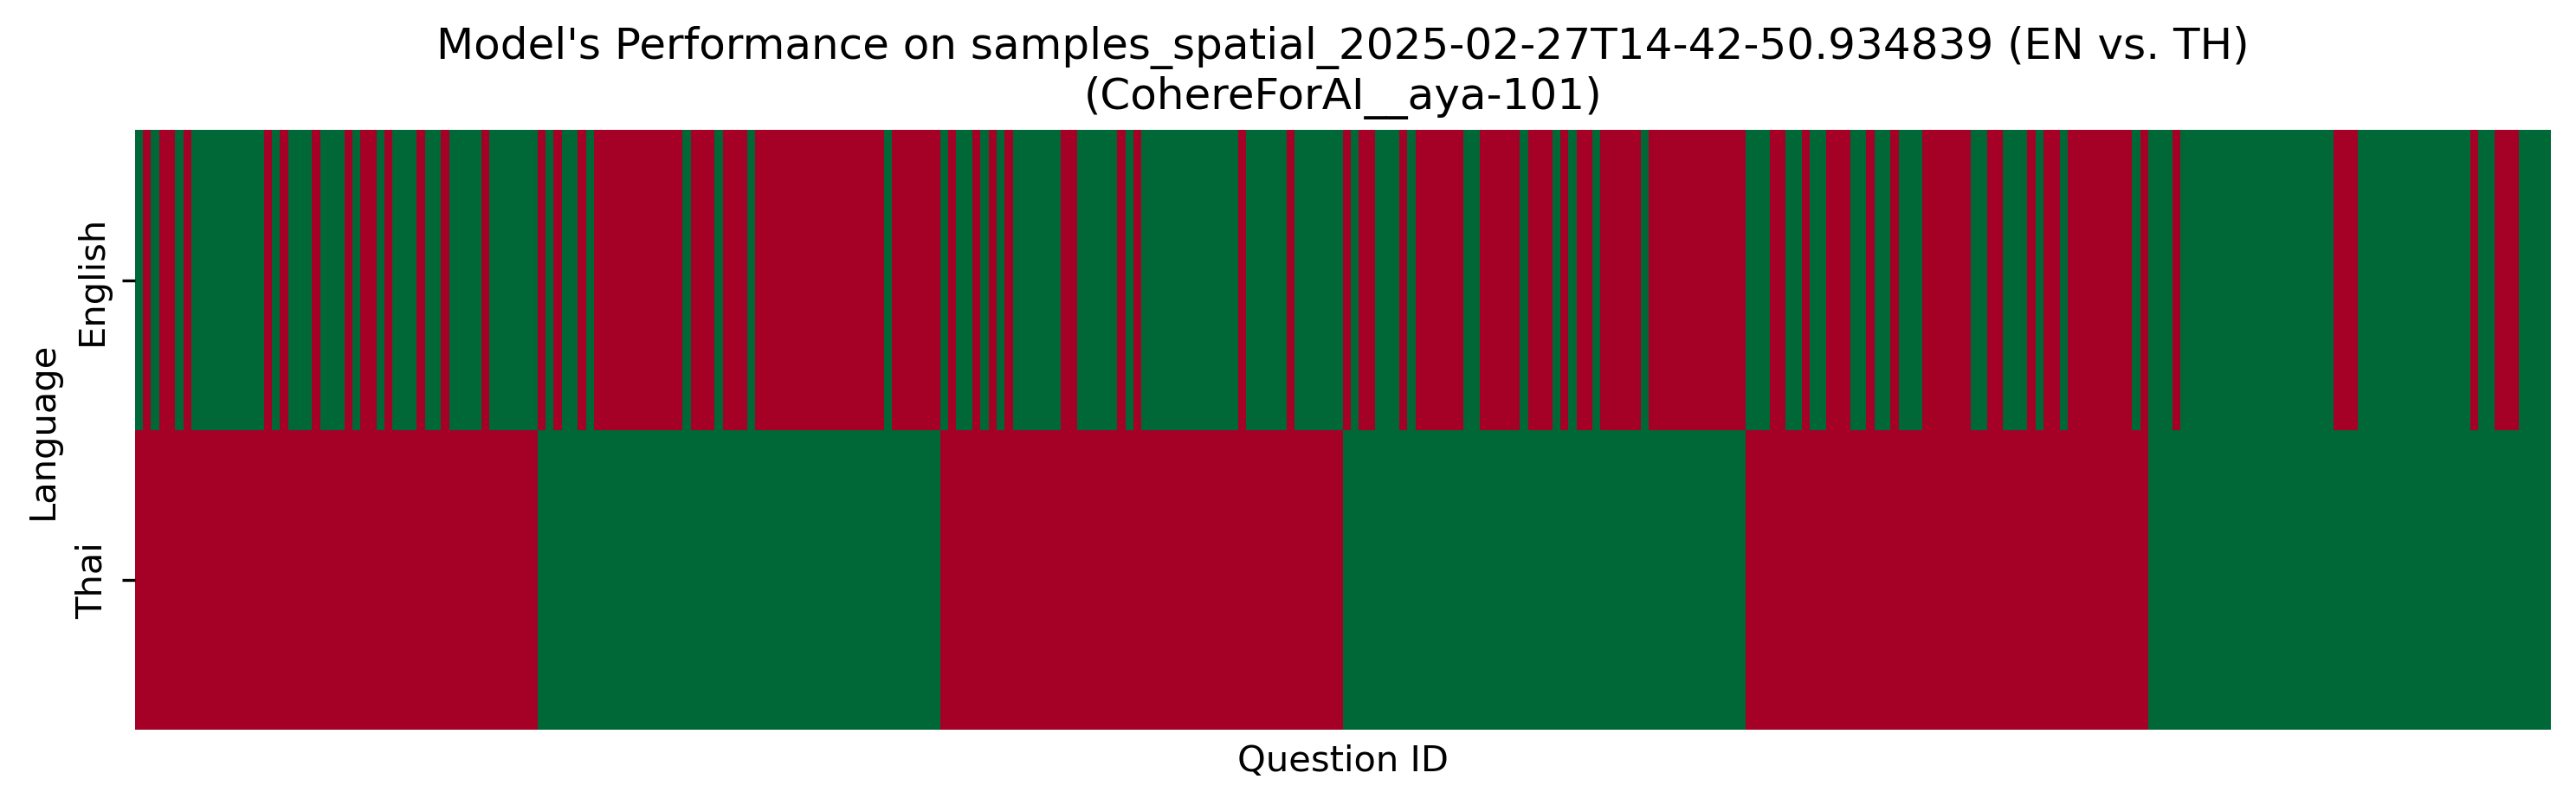 Model's Performance on samples_spatial_2025-02-27T14-42-50.934839 (EN vs. TH)
(CohereForAI__aya-101)
English
Language
Thai
Question ID